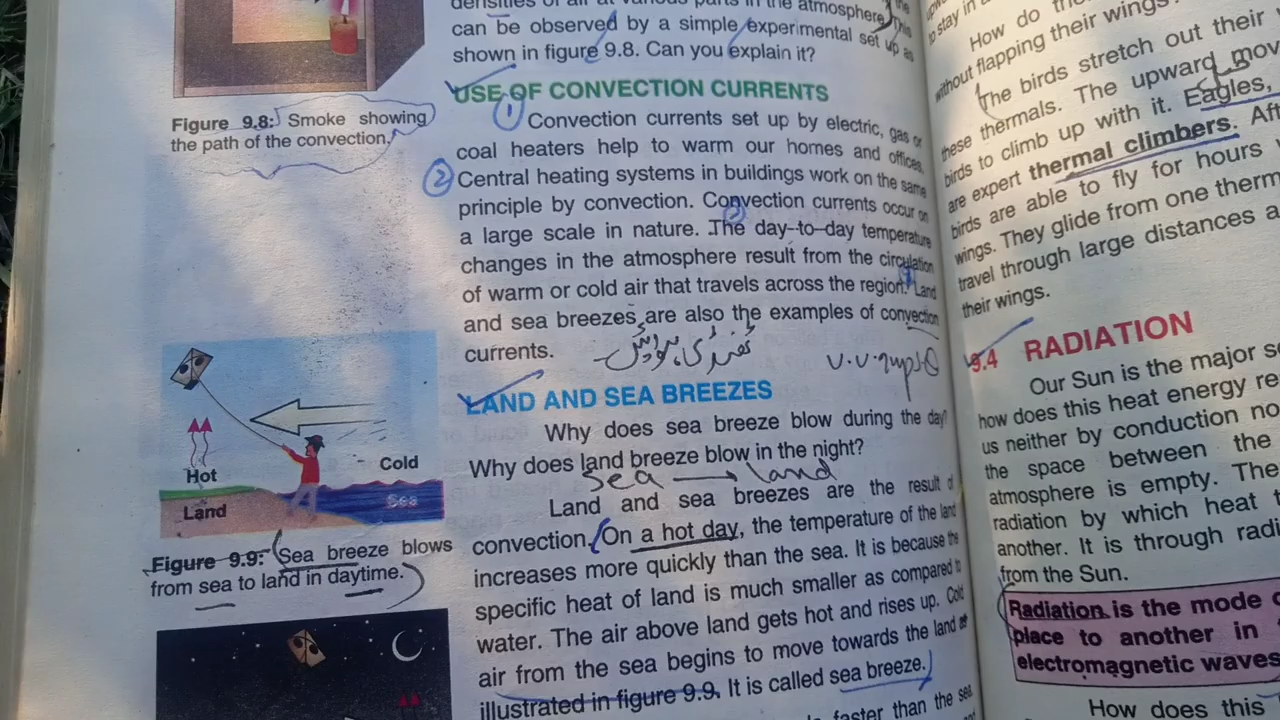 densities of air at various parts in the atmosphere. This
can be observed by a simple experimental set up as
shown in figure 9.8. Can you explain it?
USE OF CONVECTION CURRENTS
1
Convection currents set up by electric, gas or
coal heaters help to warm our homes and offices.
2
Central heating systems in buildings work on the same
principle by convection. Convection currents occur on
3
a large scale in nature. The day-to-day temperature
changes in the atmosphere result from the circulation
of warm or cold air that travels across the region. Land
and sea breezes are also the examples of convection
currents.
v.v.Imp
LAND AND SEA BREEZES
Why does sea breeze blow during the day?
Why does land breeze blow in the night?
Sea → land
Land and sea breezes are the result of
convection. On a hot day, the temperature of the land
increases more quickly than the sea. It is because the
specific heat of land is much smaller as compared to
water. The air above land gets hot and rises up. Cold
air from the sea begins to move towards the land as
illustrated in figure 9.9. It is called sea breeze.
faster than the sea.
Figure 9.8: Smoke showing
the path of the convection.
Hot
Cold
Land
Sea
Figure 9.9: Sea breeze blows
from sea to land in daytime.
to stay in
How do
without flapping their wings?
The birds stretch out their
these thermals. The upward
birds to climb up with it. Eagles,
are expert thermal climbers.
birds are able to fly for hours
wings. They glide from one
travel through large distances
their wings.
9.4 RADIATION
Our Sun is the major
how does this heat energy
us neither by conduction
the space between the
atmosphere is empty. The
radiation by which heat
another. It is through
from the Sun.
Radiation is the mode
place to another in
electromagnetic waves
How does this